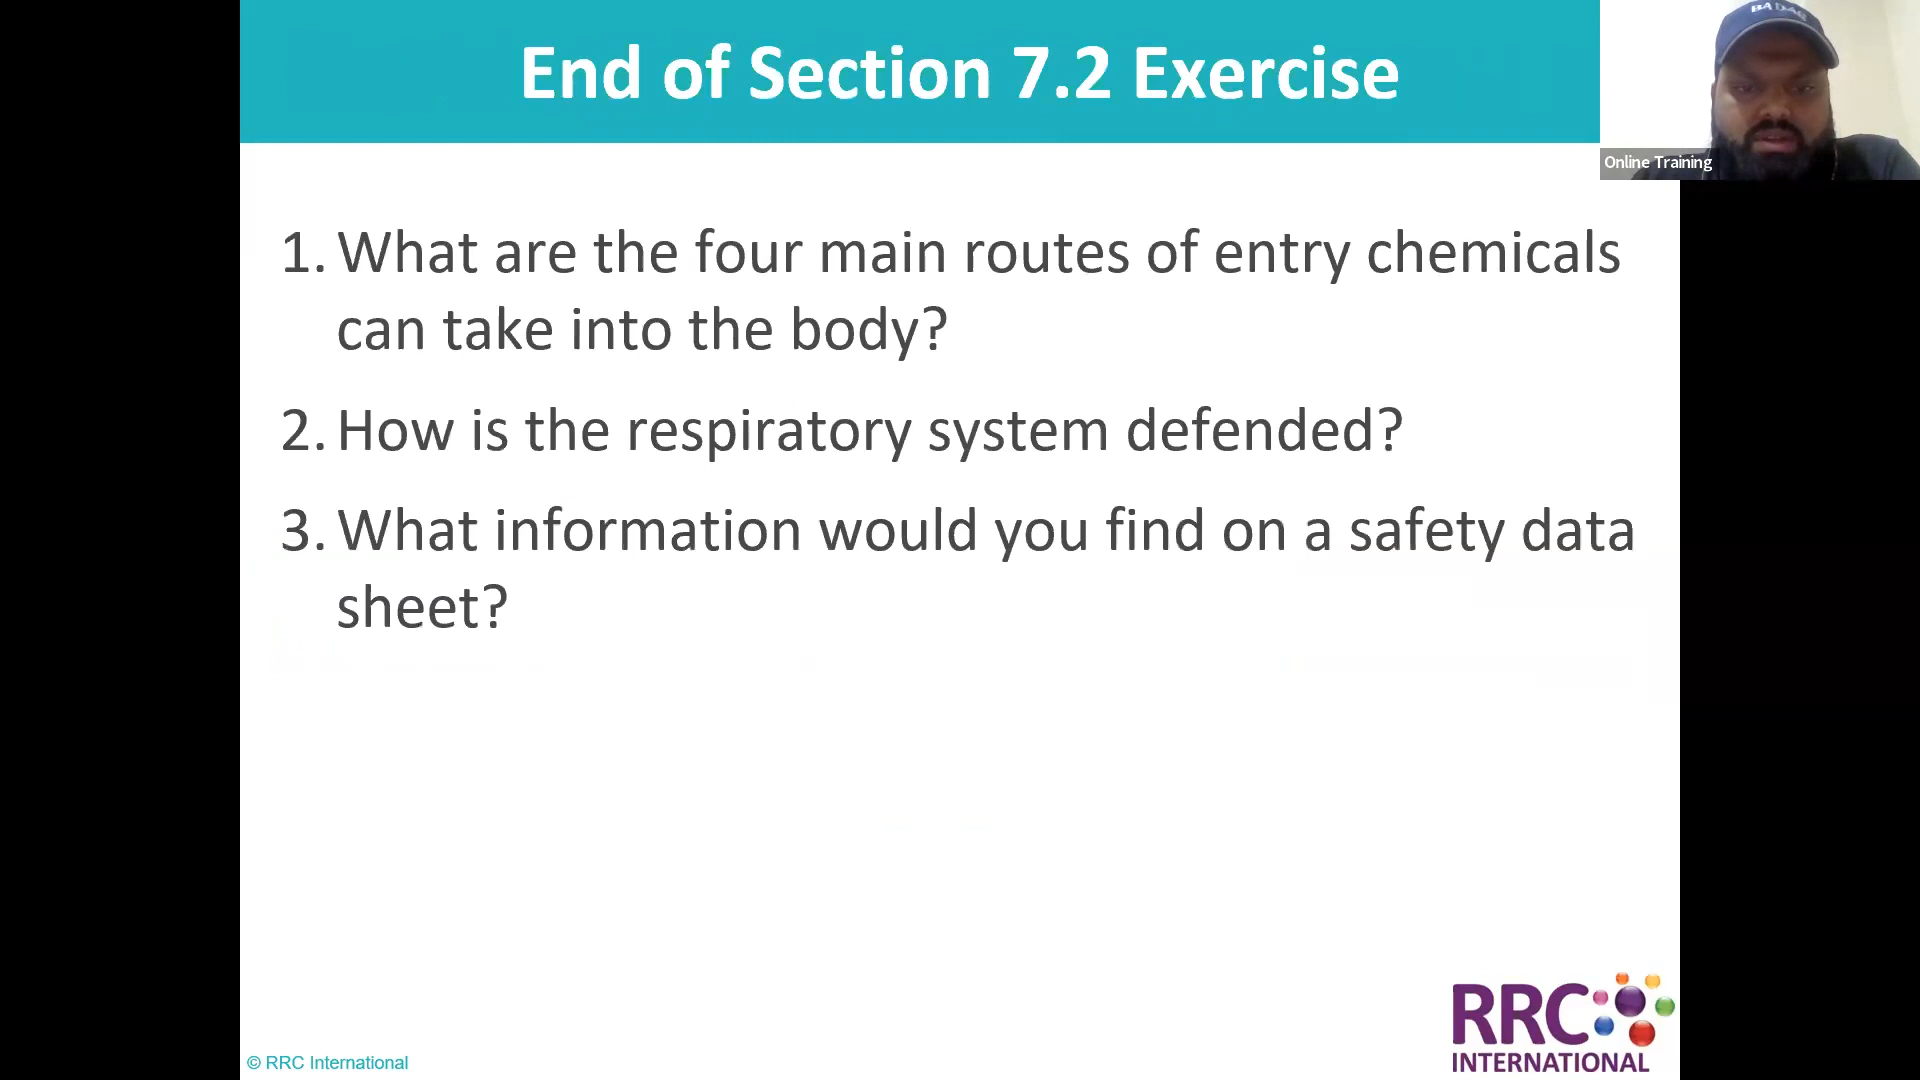 End of Section 7.2 Exercise
Online Training
1. What are the four main routes of entry chemicals
can take into the body?
2. How is the respiratory system defended?
3. What information would you find on a safety data
sheet?
RRC
INTERNATIONAL
© RRC International